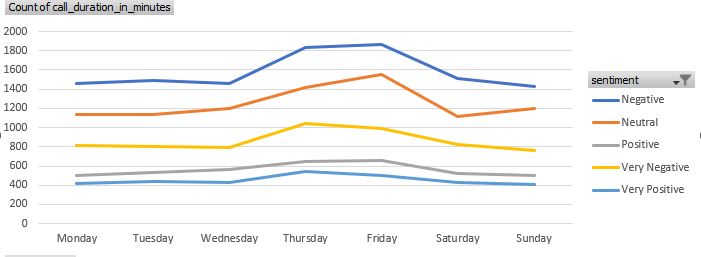 Count of call_duration_in_minutes
2000
1800
1600
1400
1200
1000
800
600
400
200
0
Monday Tuesday Wednesday Thursday Friday Saturday Sunday
sentiment
Negative
Neutral
Positive
Very Negative
Very Positive